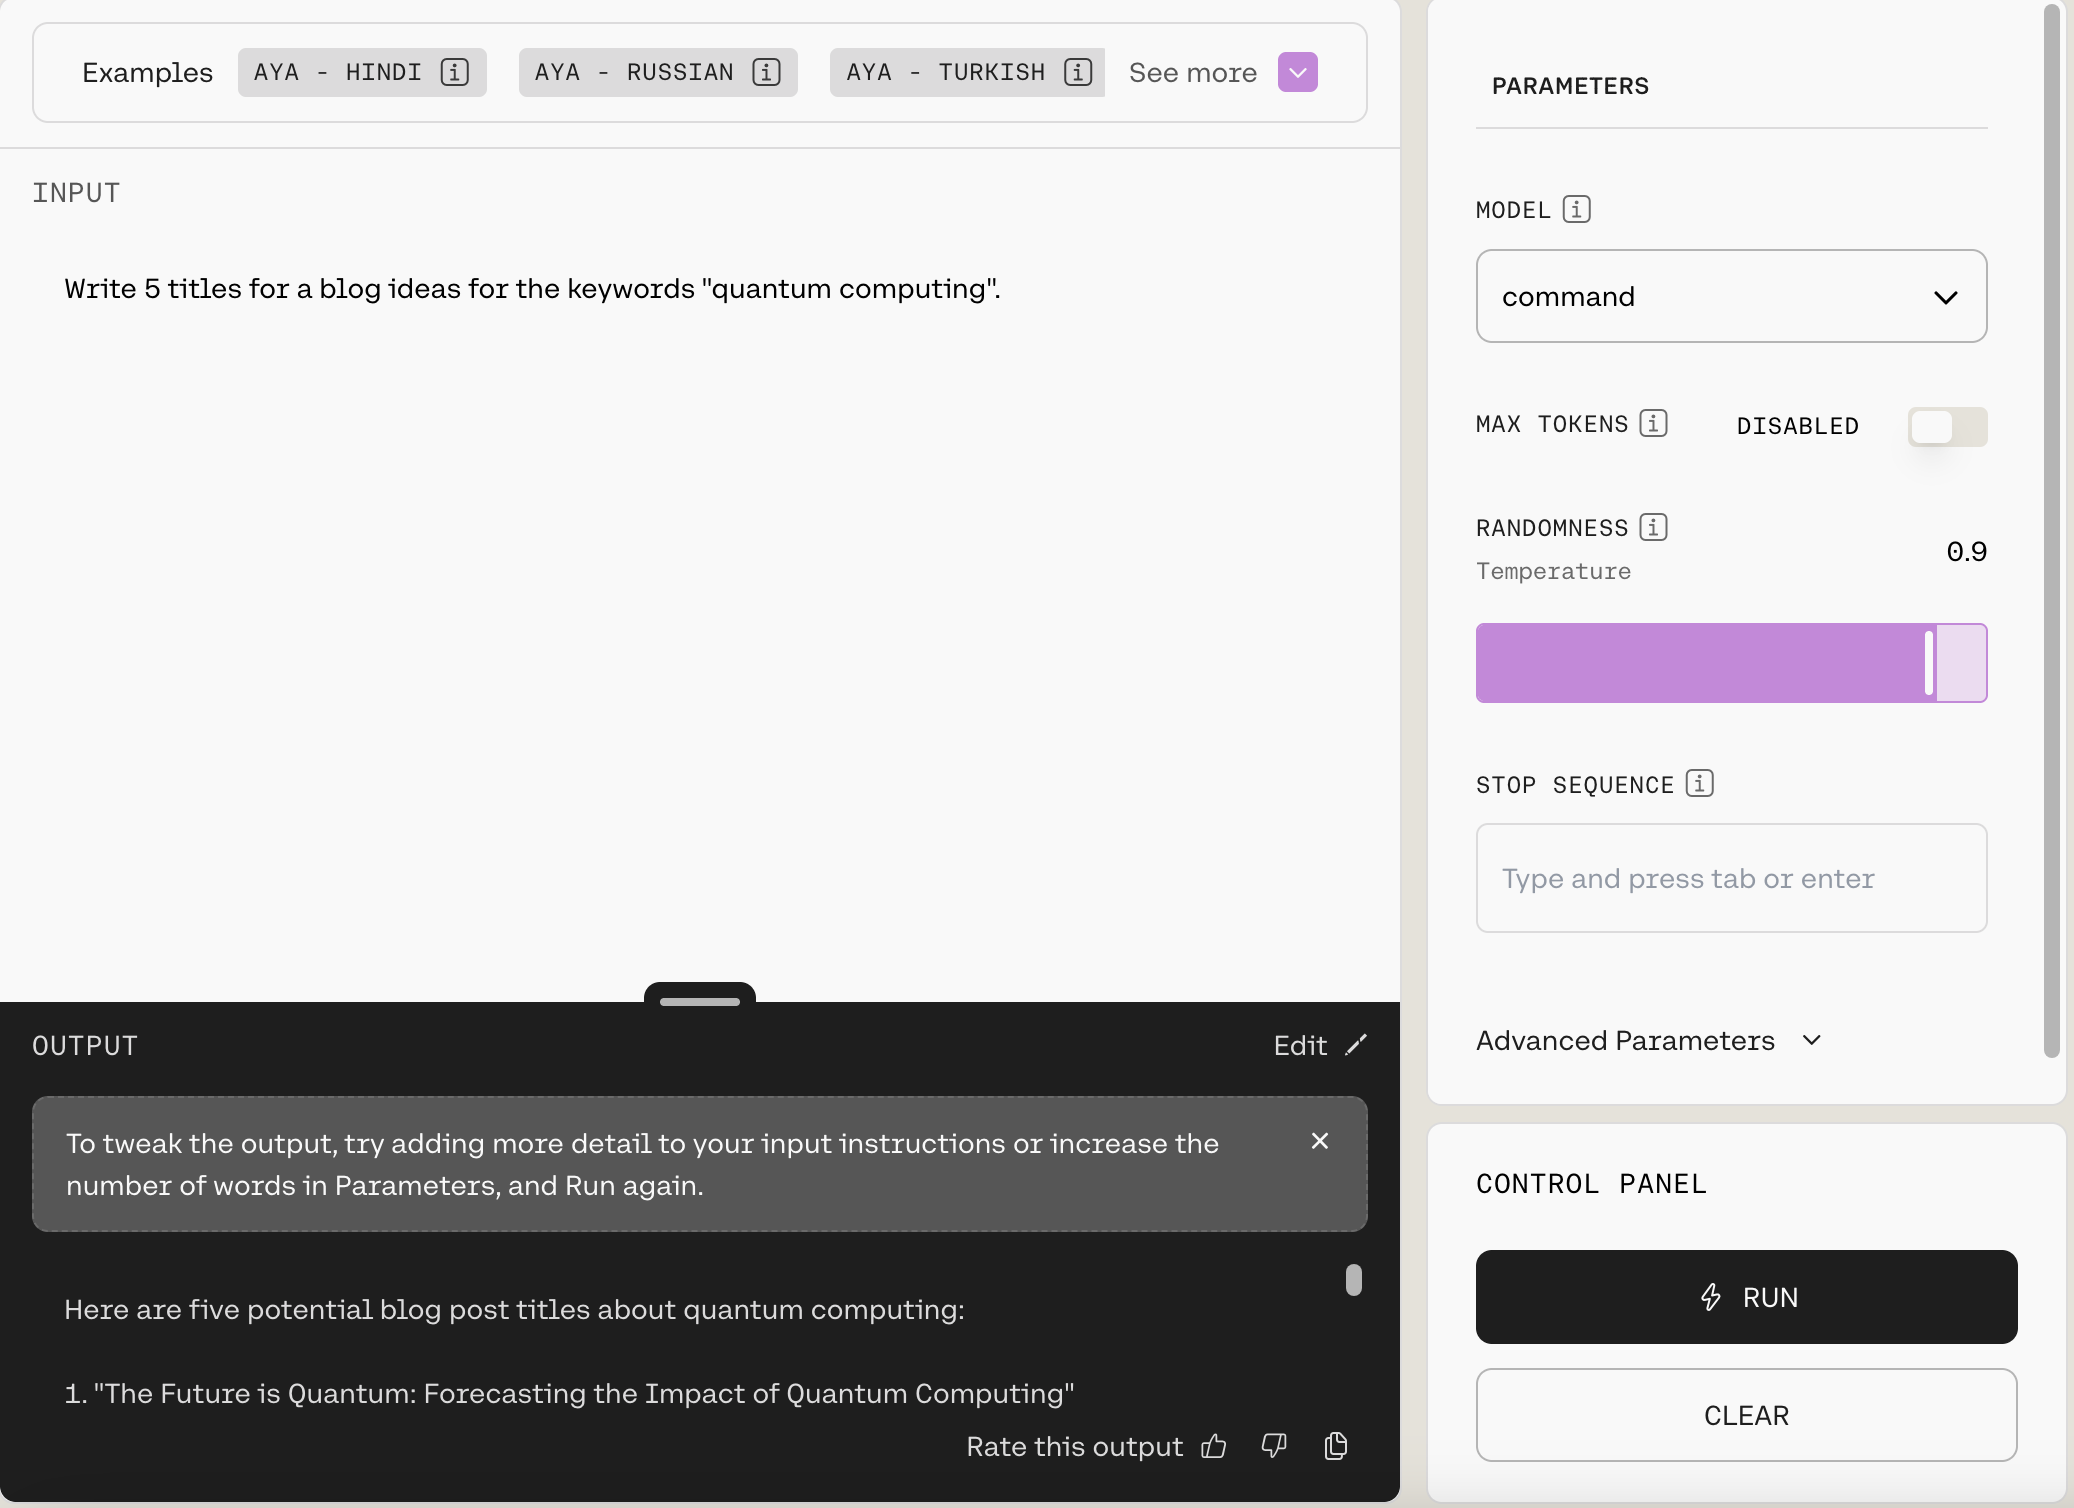 Examples
AYA - HINDI
AYA - RUSSIAN
AYA - TURKISH
See more
INPUT
Write 5 titles for a blog ideas for the keywords "quantum computing".
OUTPUT
Edit
To tweak the output, try adding more detail to your input instructions or increase the
number of words in Parameters, and Run again.
Here are five potential blog post titles about quantum computing:
1. "The Future is Quantum: Forecasting the Impact of Quantum Computing"
Rate this output
PARAMETERS
MODEL
command
MAX TOKENS
DISABLED
RANDOMNESS
0.9
Temperature
STOP SEQUENCE
Type and press tab or enter
Advanced Parameters
CONTROL PANEL
RUN
CLEAR